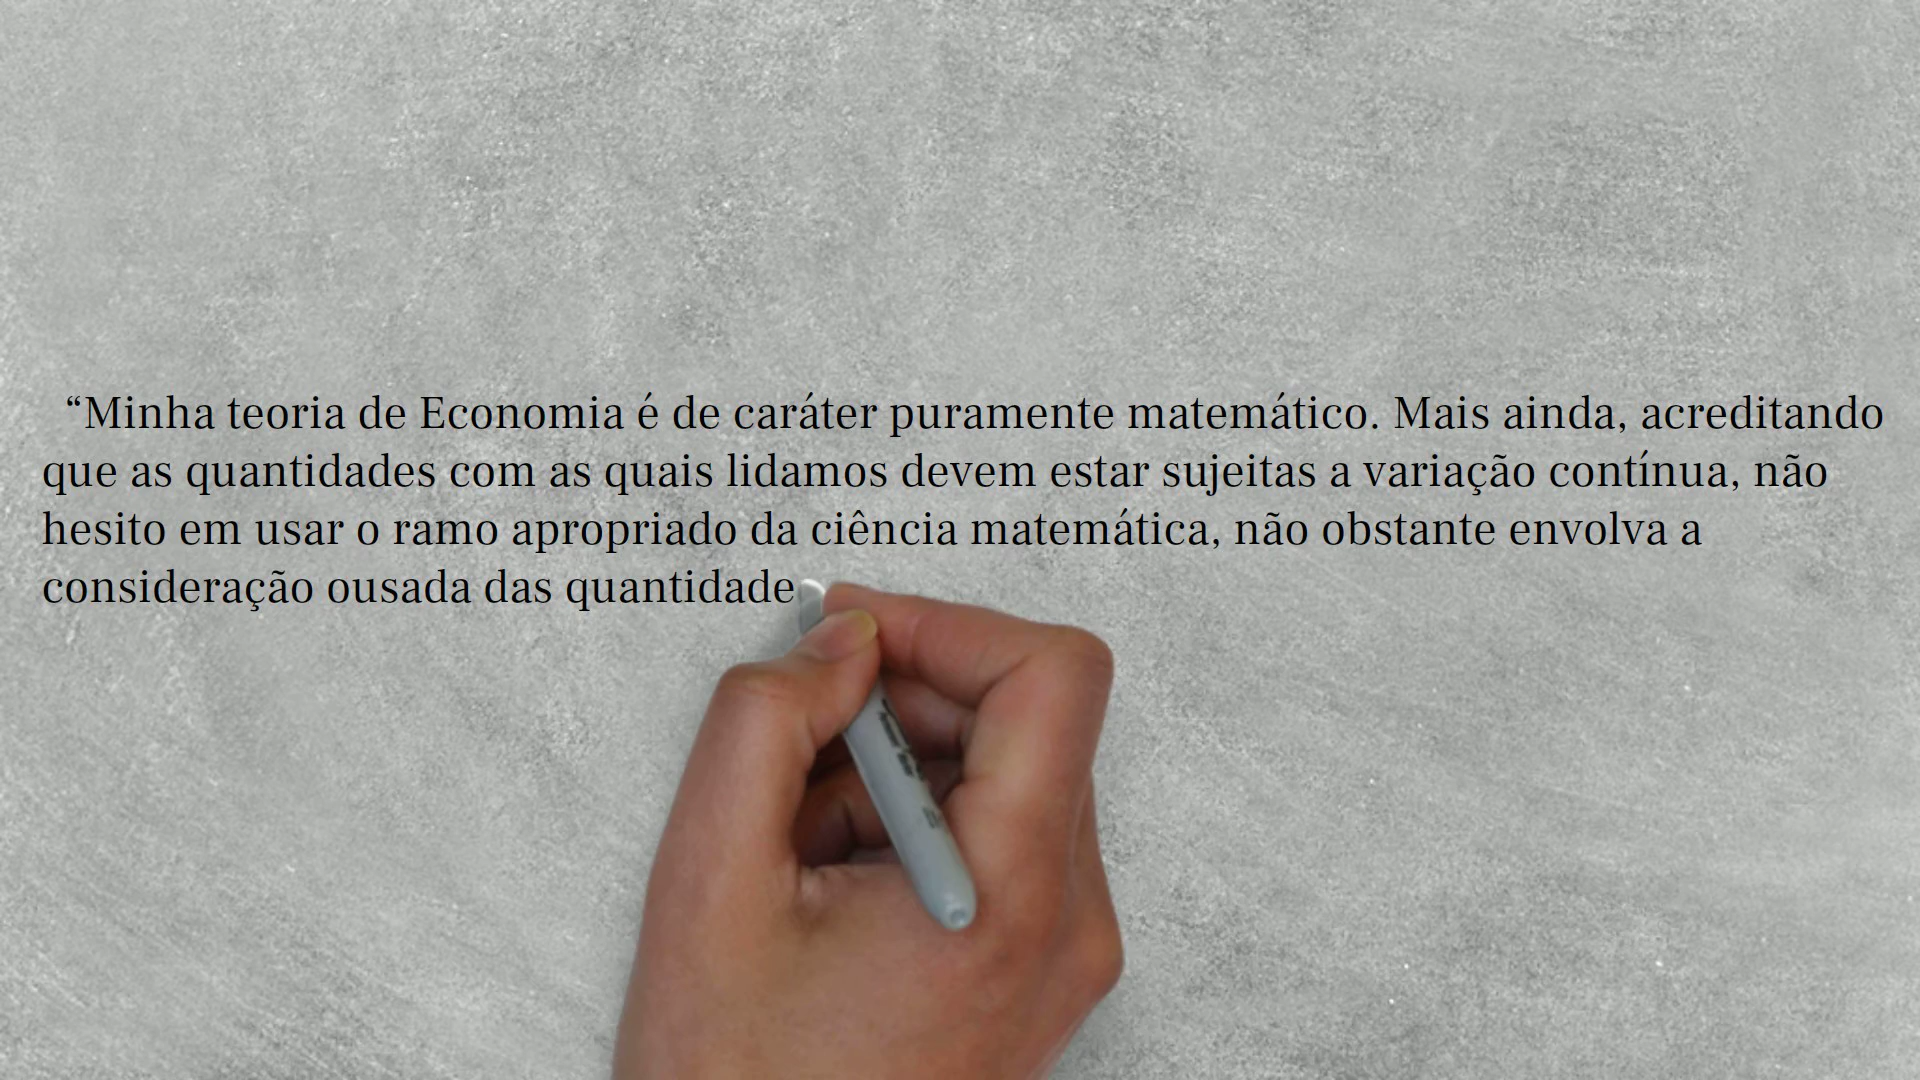 “Minha teoria de Economia é de caráter puramente matemático. Mais ainda, acreditando
que as quantidades com as quais lidamos devem estar sujeitas a variação contínua, não
hesito em usar o ramo apropriado da ciência matemática, não obstante envolva a
consideração ousada das quantidade